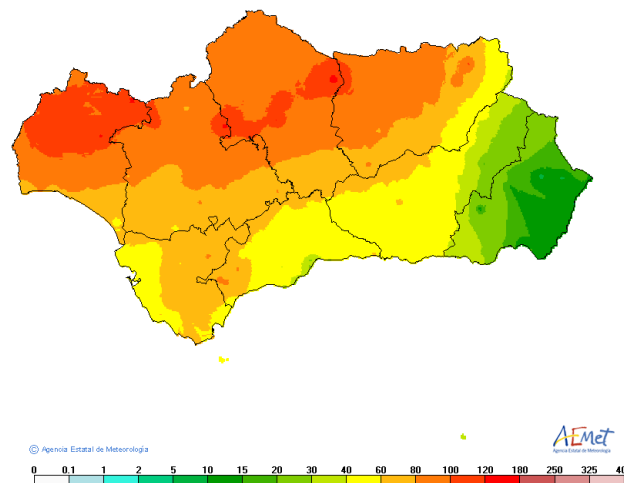 © Agencia Estatal de Meteorología
AEMet
Agencia Estatal de Meteorología
0 0.1 1 2 5 10 15 20 30 40 60 80 100 120 180 250 325 40